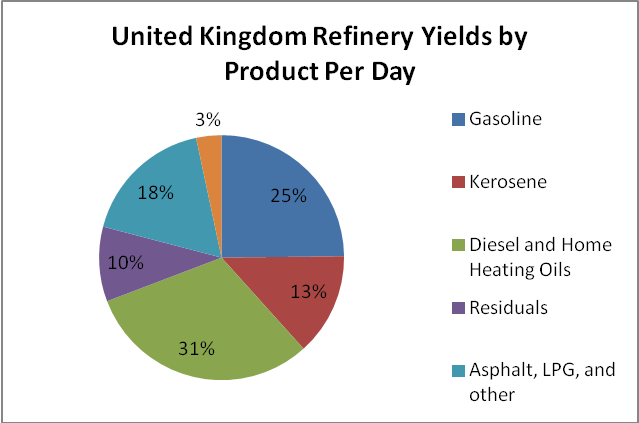 United Kingdom Refinery Yields by
Product Per Day
3%
25%
18%
10%
13%
31%
Gasoline
Kerosene
Diesel and Home
Heating Oils
Residuals
Asphalt, LPG, and
other